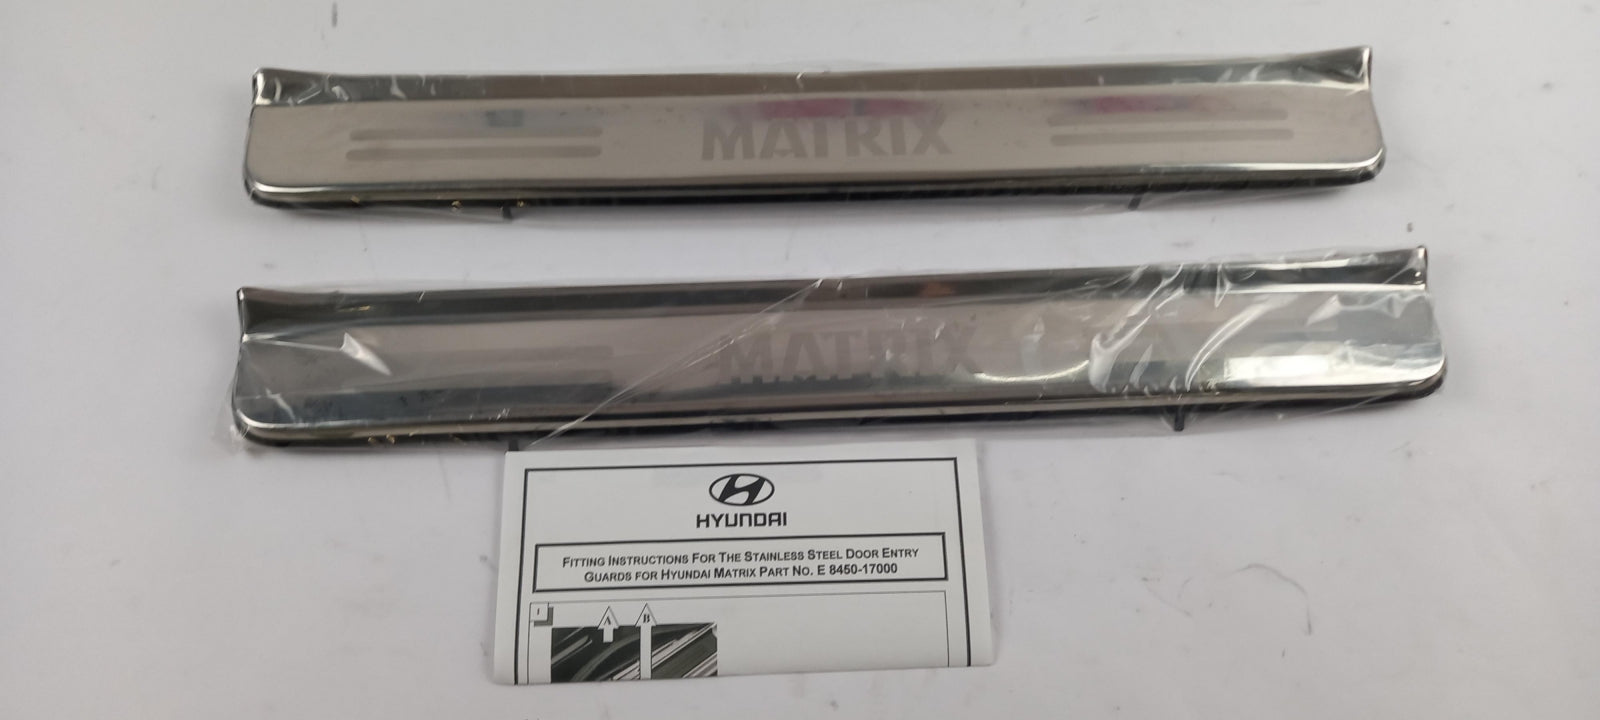 MATRIX
MATRIX
HYUNDAI
FITTING INSTRUCTIONS FOR THE STAINLESS STEEL DOOR ENTRY
GUARDS FOR HYUNDAI MATRIX PART NO. E 8450-17000
1
A B